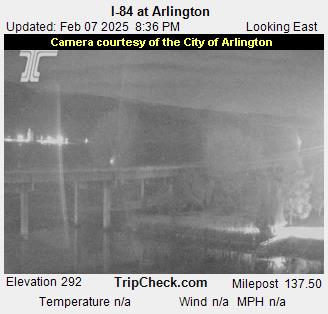 I-84 at Arlington
Updated: Feb 07 2025 8:36 PM Looking East
Camera courtesy of the City of Arlington
Elevation 292 TripCheck.com Milepost 137.50
Temperature n/a Wind n/a MPH n/a